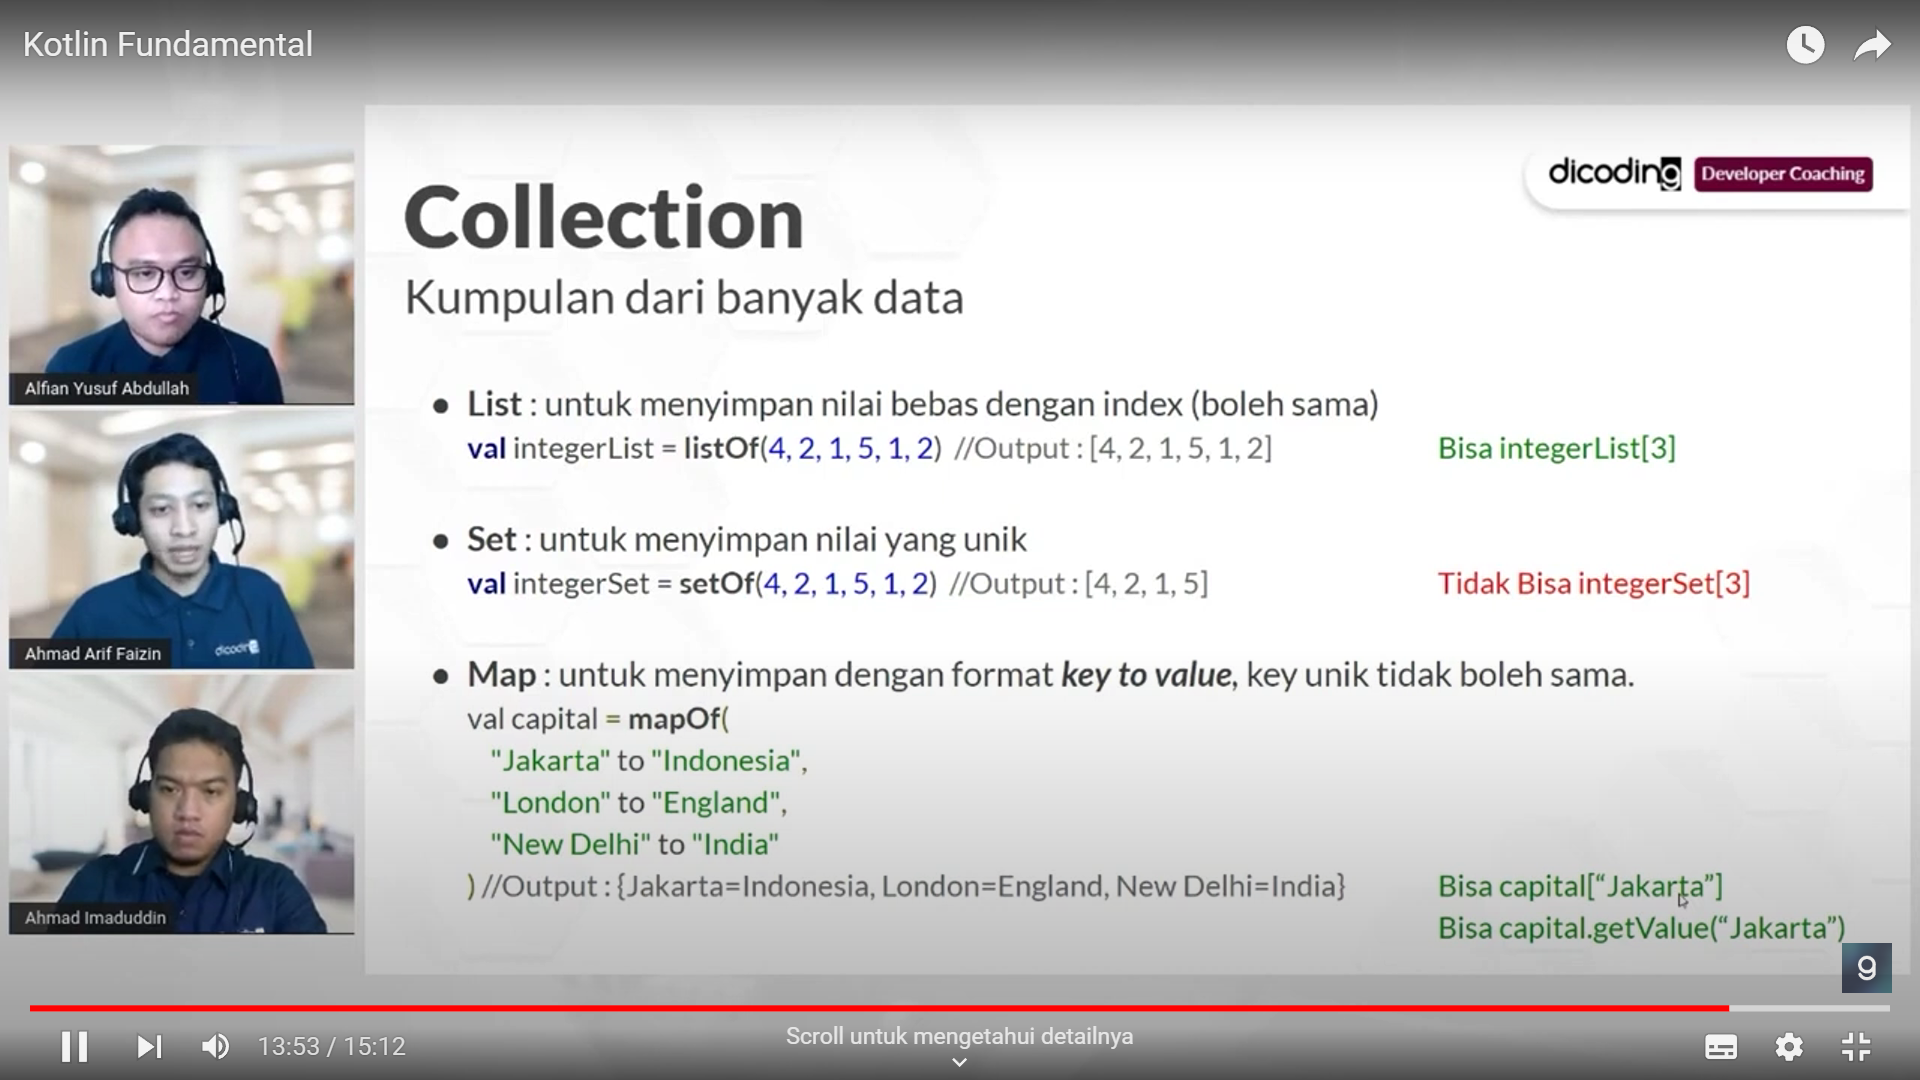 Kotlin Fundamental
dicoding Developer Coaching
Collection
Kumpulan dari banyak data
Alfian Yusuf Abdullah
● List : untuk menyimpan nilai bebas dengan index (boleh sama)
val integerList = listOf(4, 2, 1, 5, 1, 2) //Output : [4, 2, 1, 5, 1, 2] Bisa integerList[3]
● Set : untuk menyimpan nilai yang unik
val integerSet = setOf(4, 2, 1, 5, 1, 2) //Output : [4, 2, 1, 5] Tidak Bisa integerSet[3]
dicoding
Ahmad Arif Faizin
● Map : untuk menyimpan dengan format key to value, key unik tidak boleh sama.
val capital = mapOf(
"Jakarta" to "Indonesia",
"London" to "England",
"New Delhi" to "India"
) //Output : {Jakarta=Indonesia, London=England, New Delhi=India} Bisa capital[“Jakarta”]
Bisa capital.getValue(“Jakarta”)
Ahmad Imaduddin
9
13:53 / 15:12
Scroll untuk mengetahui detailnya